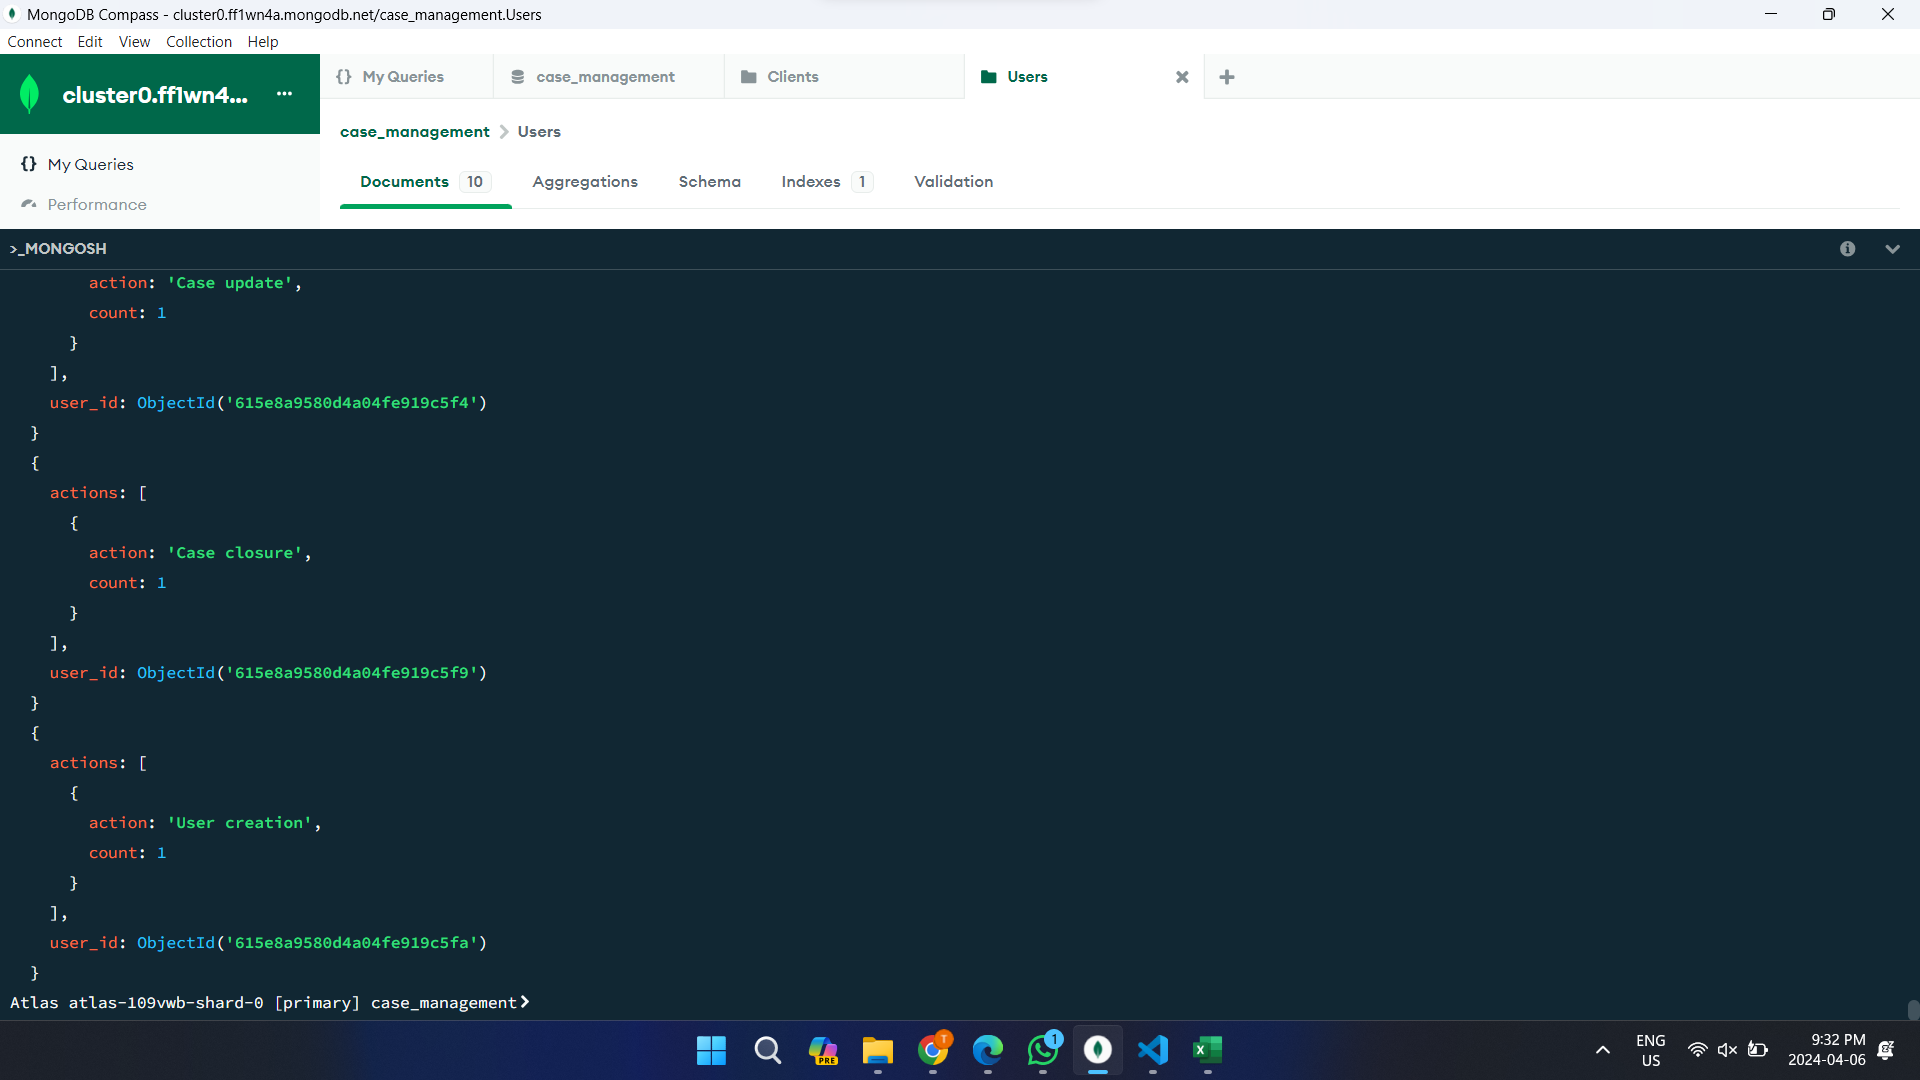 MongoDB Compass - cluster0.ff1wn4a.mongodb.net/case_management.Users
Connect Edit View Collection Help
cluster0.ff1wn4... ...
{} My Queries
Performance
{} My Queries case_management Clients Users
case_management > Users
Documents 10 Aggregations Schema Indexes 1 Validation
>_MONGOSH
action: 'Case update',
count: 1
}
],
user_id: ObjectId('615e8a9580d4a04fe919c5f4')
}
{
actions: [
{
action: 'Case closure',
count: 1
}
],
user_id: ObjectId('615e8a9580d4a04fe919c5f9')
}
{
actions: [
{
action: 'User creation',
count: 1
}
],
user_id: ObjectId('615e8a9580d4a04fe919c5fa')
}
Atlas atlas-109vwb-shard-0 [primary] case_management>
PRE
T
1
X
ENG
US
9:32 PM
2024-04-06